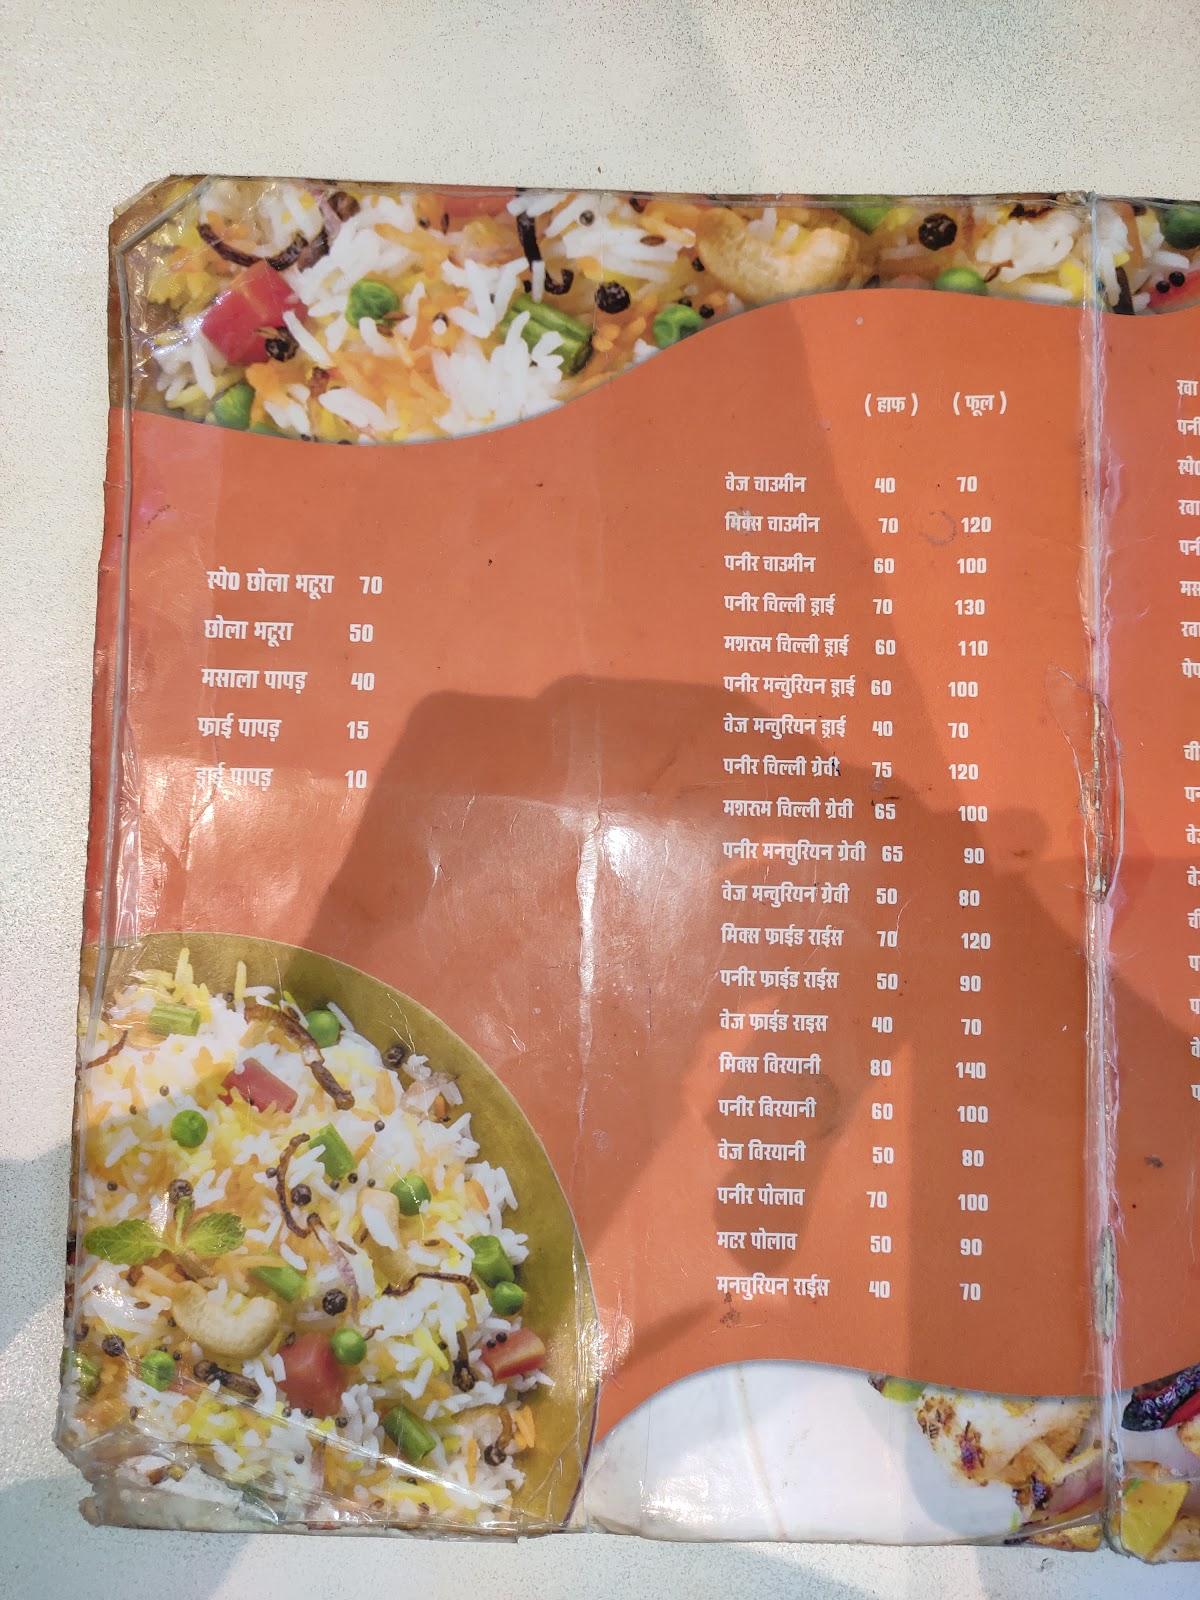 स्पे0 छोला भटूरा 70
छोला भटूरा 50
मसाला पापड़ 40
फ्राई पापड़ 15
ड्राई पापड़ 10
( हाफ ) ( फूल )
वेज चाउमीन 40 70
मिक्स चाउमीन 70 120
पनीर चाउमीन 60 100
पनीर चिल्ली ड्राई 70 130
मशरूम चिल्ली ड्राई 60 110
पनीर मन्चुरियन ड्राई 60 100
वेज मन्चुरियन ड्राई 40 70
पनीर चिल्ली ग्रेवी 75 120
मशरूम चिल्ली ग्रेवी 65 100
पनीर मनचुरियन ग्रेवी 65 90
वेज मन्चुरियन ग्रेवी 50 80
मिक्स फ्राईड राईस 70 120
पनीर फ्राईड राईस 50 90
वेज फ्राईड राइस 40 70
मिक्स विरयानी 80 140
पनीर बिरयानी 60 100
वेज विरयानी 50 80
पनीर पोलाव 70 100
मटर पोलाव 50 90
मनचुरियन राईस 40 70